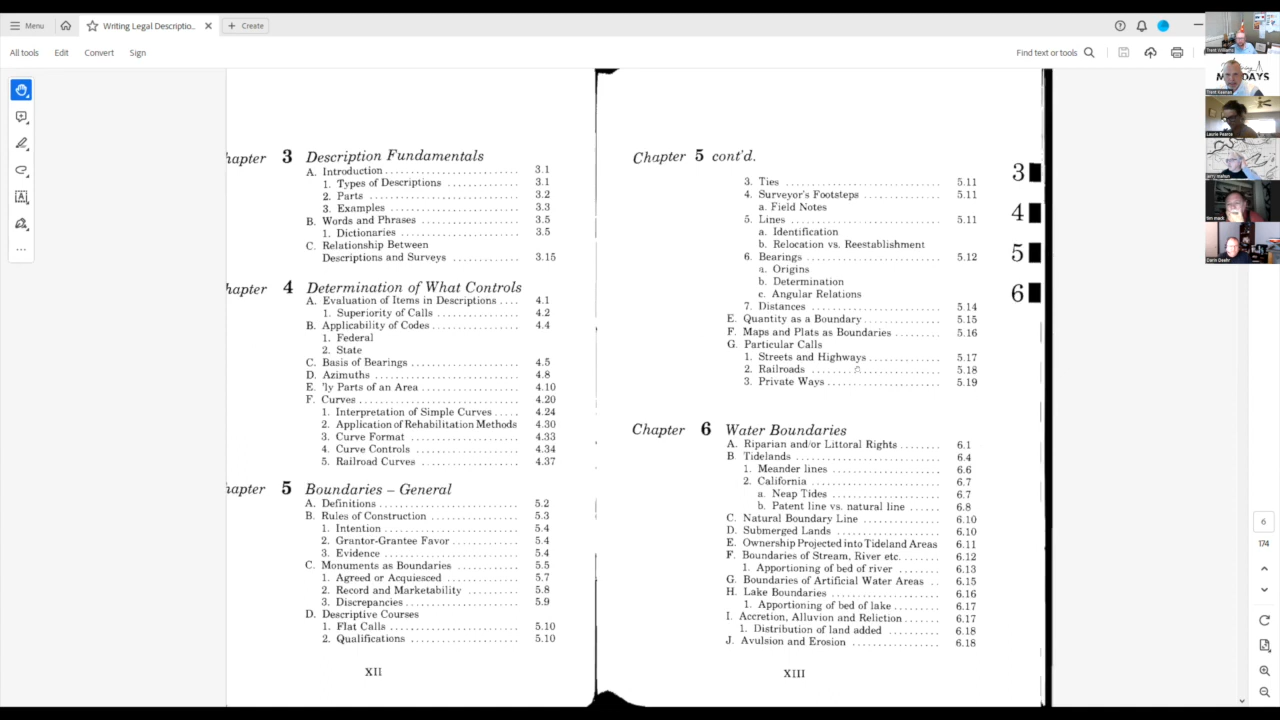 Menu
Writing Legal Descriptio...
Create
All tools
Edit
Convert
Sign
Find text or tools
hapter 3 Description Fundamentals
A. Introduction 3.1
1. Types of Descriptions 3.1
2. Parts 3.2
3. Examples 3.3
B. Words and Phrases 3.5
1. Dictionaries 3.5
C. Relationship Between
Descriptions and Surveys 3.15
hapter 4 Determination of What Controls
A. Evaluation of Items in Descriptions 4.1
1. Superiority of Calls 4.2
B. Applicability of Codes 4.4
1. Federal
2. State
C. Basis of Bearings 4.5
D. Azimuths 4.8
E. 'ly Parts of an Area 4.10
F. Curves 4.20
1. Interpretation of Simple Curves 4.24
2. Application of Rehabilitation Methods 4.30
3. Curve Format 4.33
4. Curve Controls 4.34
5. Railroad Curves 4.37
hapter 5 Boundaries – General
A. Definitions 5.2
B. Rules of Construction 5.3
1. Intention 5.4
2. Grantor-Grantee Favor 5.4
3. Evidence 5.4
C. Monuments as Boundaries 5.5
1. Agreed or Acquiesced 5.7
2. Record and Marketability 5.8
3. Discrepancies 5.9
D. Descriptive Courses
1. Flat Calls 5.10
2. Qualifications 5.10
XII
Chapter 5 cont'd.
3. Ties 5.11
4. Surveyor's Footsteps 5.11
a. Field Notes
5. Lines 5.11
a. Identification
b. Relocation vs. Reestablishment
6. Bearings 5.12
a. Origins
b. Determination
c. Angular Relations
7. Distances 5.14
E. Quantity as a Boundary 5.15
F. Maps and Plats as Boundaries 5.16
G. Particular Calls
1. Streets and Highways 5.17
2. Railroads 5.18
3. Private Ways 5.19
Chapter 6 Water Boundaries
A. Riparian and/or Littoral Rights 6.1
B. Tidelands 6.4
1. Meander lines 6.6
2. California 6.7
a. Neap Tides 6.7
b. Patent line vs. natural line 6.8
C. Natural Boundary Line 6.10
D. Submerged Lands 6.10
E. Ownership Projected into Tideland Areas 6.11
F. Boundaries of Stream, River etc. 6.12
1. Apportioning of bed of river 6.13
G. Boundaries of Artificial Water Areas 6.15
H. Lake Boundaries 6.16
1. Apportioning of bed of lake 6.17
I. Accretion, Alluvion and Reliction 6.17
1. Distribution of land added 6.18
J. Avulsion and Erosion 6.18
XIII
3
4
5
6
6
174
Trent Williams
Trent Keenan
Laurie Pearce
tim mack